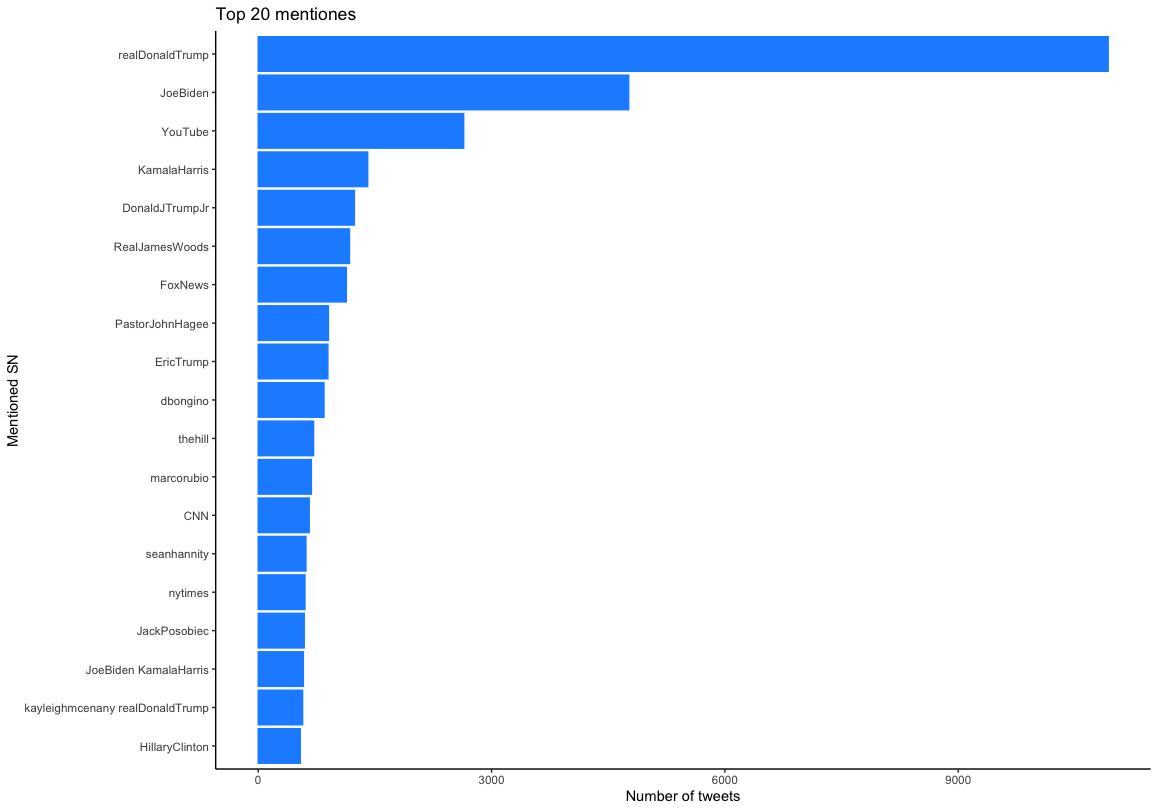 Top 20 mentiones
realDonaldTrump
JoeBiden
YouTube
KamalaHarris
DonaldJTrumpJr
RealJamesWoods
FoxNews
PastorJohnHagee
EricTrump
dbongino
thehill
marcorubio
CNN
seanhannity
nytimes
JackPosobiec
JoeBiden KamalaHarris
kayleighmcenany realDonaldTrump
HillaryClinton
Mentioned SN
0 3000 6000 9000
Number of tweets